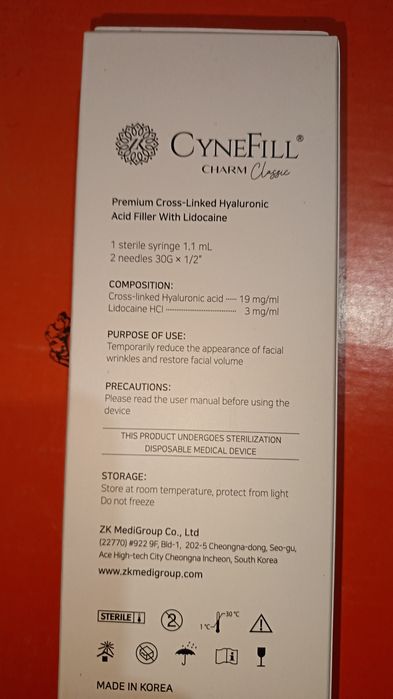 CYNEFILL®
CHARM Classic
Premium Cross-Linked Hyaluronic
Acid Filler With Lidocaine
1 sterile syringe 1,1 mL
2 needles 30G × 1/2"
COMPOSITION:
Cross-linked Hyaluronic acid ---- 19 mg/ml
Lidocaine HCl ---------------------- 3 mg/ml
PURPOSE OF USE:
Temporarily reduce the appearance of facial
wrinkles and restore facial volume
PRECAUTIONS:
Please read the user manual before using the
device
THIS PRODUCT UNDERGOES STERILIZATION
DISPOSABLE MEDICAL DEVICE
STORAGE:
Store at room temperature, protect from light
Do not freeze
ZK MediGroup Co., Ltd
(22770) #922 9F, Bld-1, 202-5 Cheongna-dong, Seo-gu,
Ace High-tech City Cheongna Incheon, South Korea
www.zkmedigroup.com
STERILE 2 1°C 30°C
MADE IN KOREA